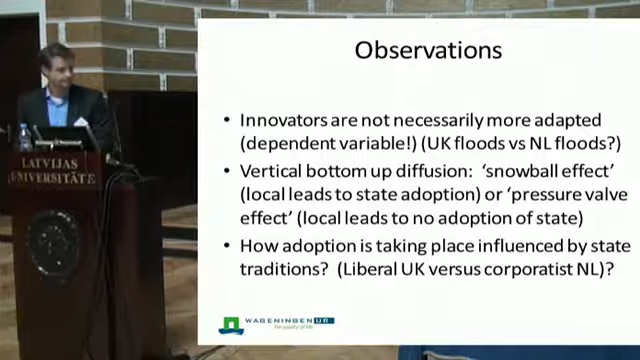 Observations
• Innovators are not necessarily more adapted
(dependent variable!) (UK floods vs NL floods?)
• Vertical bottom up diffusion: ‘snowball effect’
(local leads to state adoption) or ‘pressure valve
effect’ (local leads to no adoption of state)
• How adoption is taking place influenced by state
traditions? (Liberal UK versus corporatist NL)?
LATVIJAS
UNIVERSITĀTE
WAGENINGEN UR
For quality of life